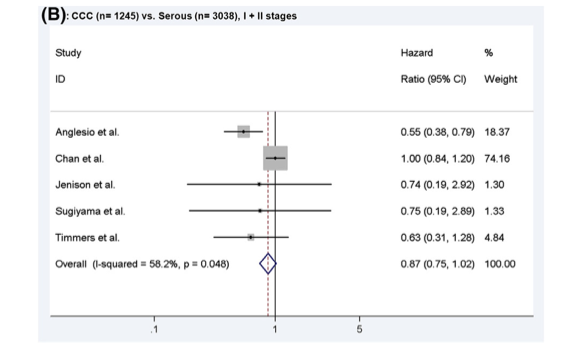 (B): CCC (n= 1245) vs. Serous (n= 3038), I + II stages
Study Hazard %
ID Ratio (95% CI) Weight
Anglesio et al. 0.55 (0.38, 0.79) 18.37
Chan et al. 1.00 (0.84, 1.20) 74.16
Jenison et al. 0.74 (0.19, 2.92) 1.30
Sugiyama et al. 0.75 (0.19, 2.89) 1.33
Timmers et al. 0.63 (0.31, 1.28) 4.84
Overall (I-squared = 58.2%, p = 0.048) 0.87 (0.75, 1.02) 100.00
.1 1 5